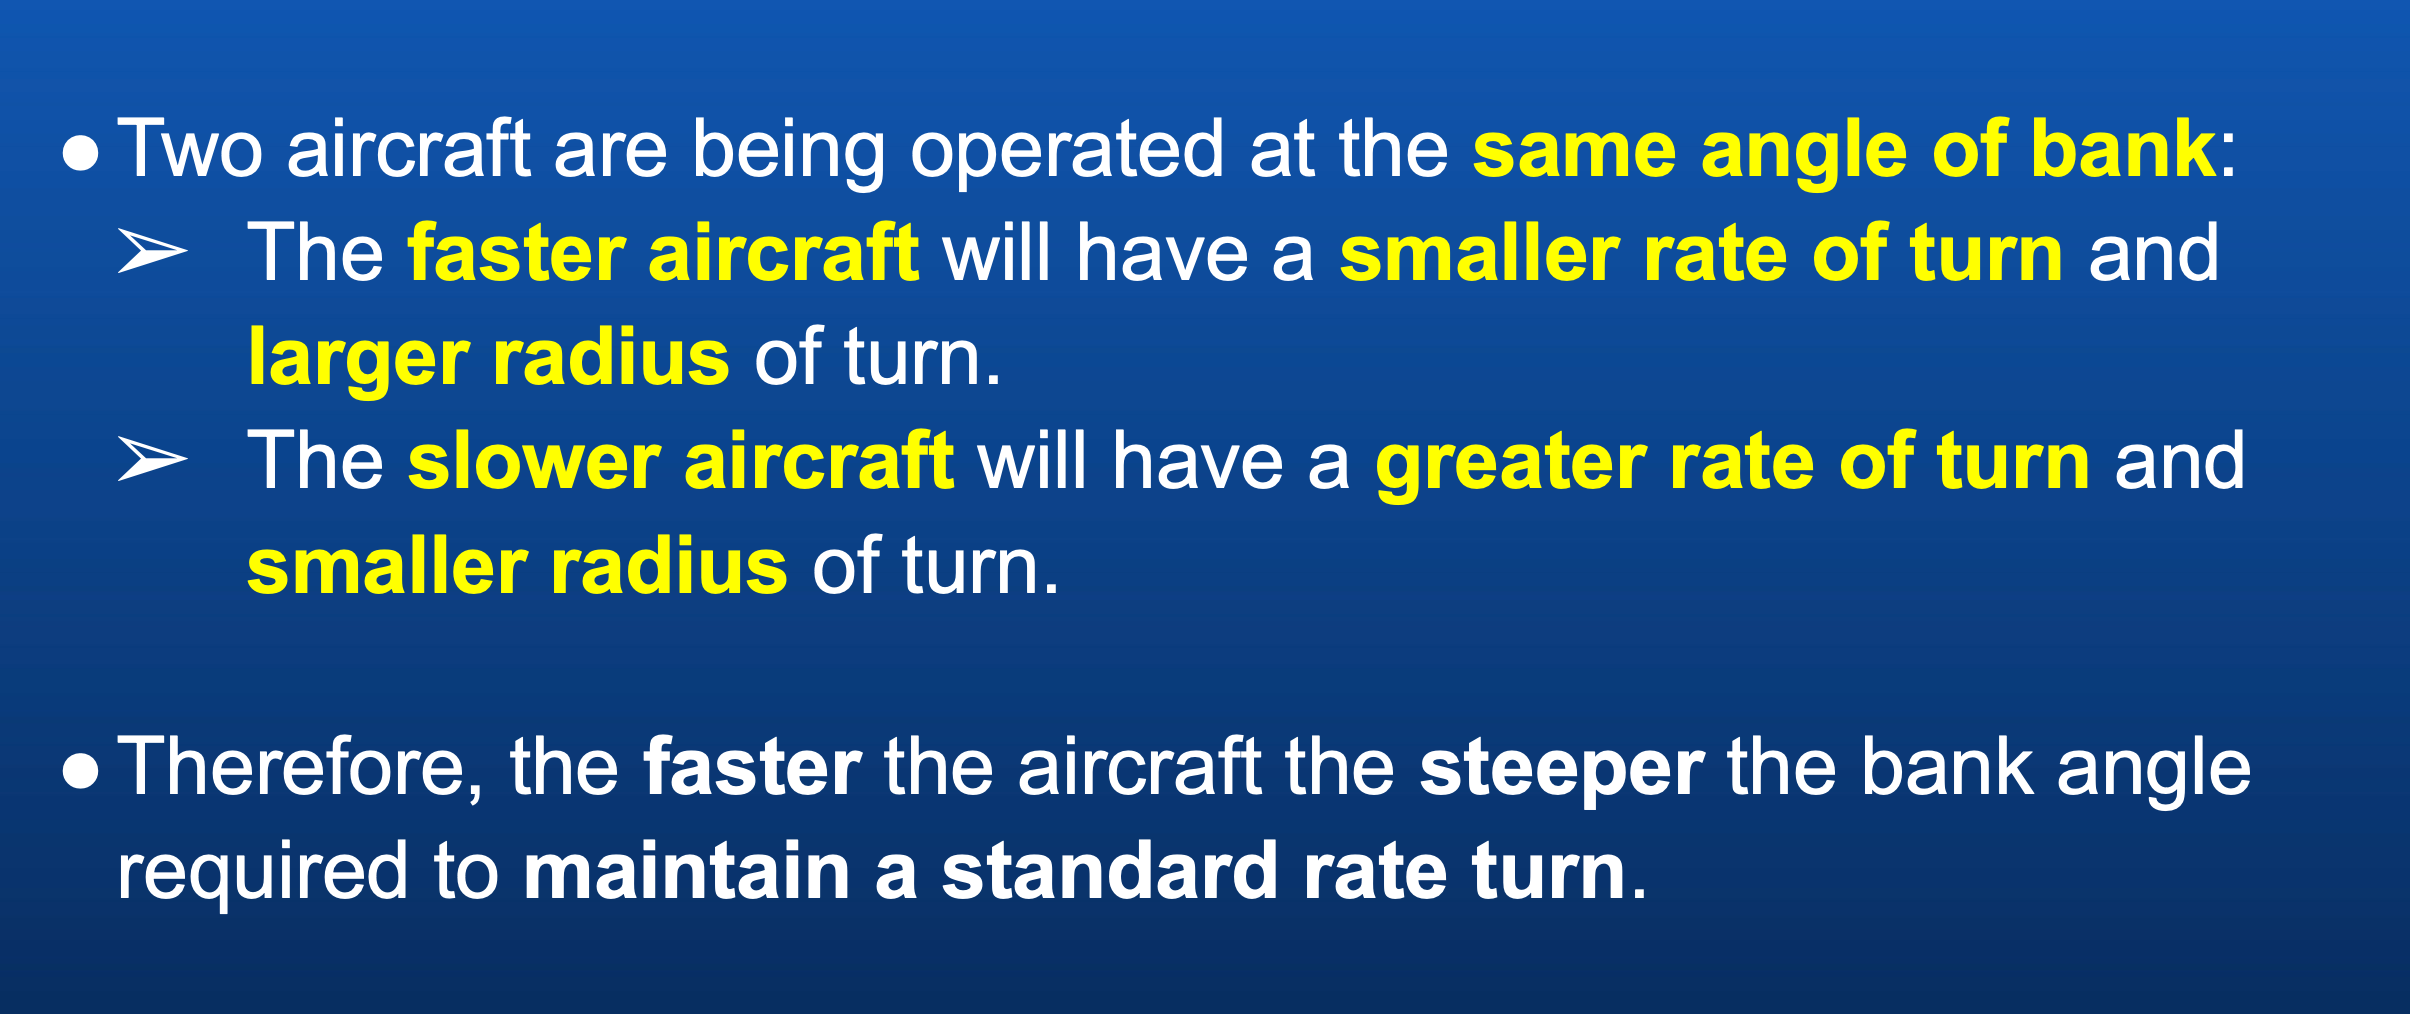 ● Two aircraft are being operated at the same angle of bank:
➢ The faster aircraft will have a smaller rate of turn and
larger radius of turn.
➢ The slower aircraft will have a greater rate of turn and
smaller radius of turn.
● Therefore, the faster the aircraft the steeper the bank angle
required to maintain a standard rate turn.